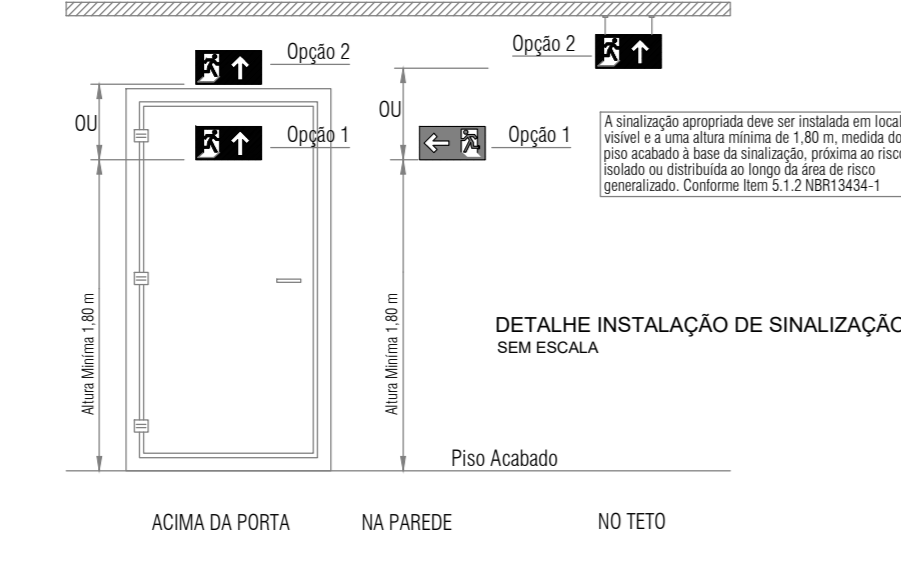 Opção 2
Opção 2
OU
OU
Opção 1
Opção 1
A sinalização apropriada deve ser instalada em local
visível e a uma altura mínima de 1,80 m, medida do
piso acabado à base da sinalização, próxima ao risco
isolado ou distribuída ao longo da área de risco
generalizado. Conforme Item 5.1.2 NBR13434-1
Altura Miníma 1,80 m
Altura Miníma 1,80 m
DETALHE INSTALAÇÃO DE SINALIZAÇÃO
SEM ESCALA
Piso Acabado
ACIMA DA PORTA
NA PAREDE
NO TETO